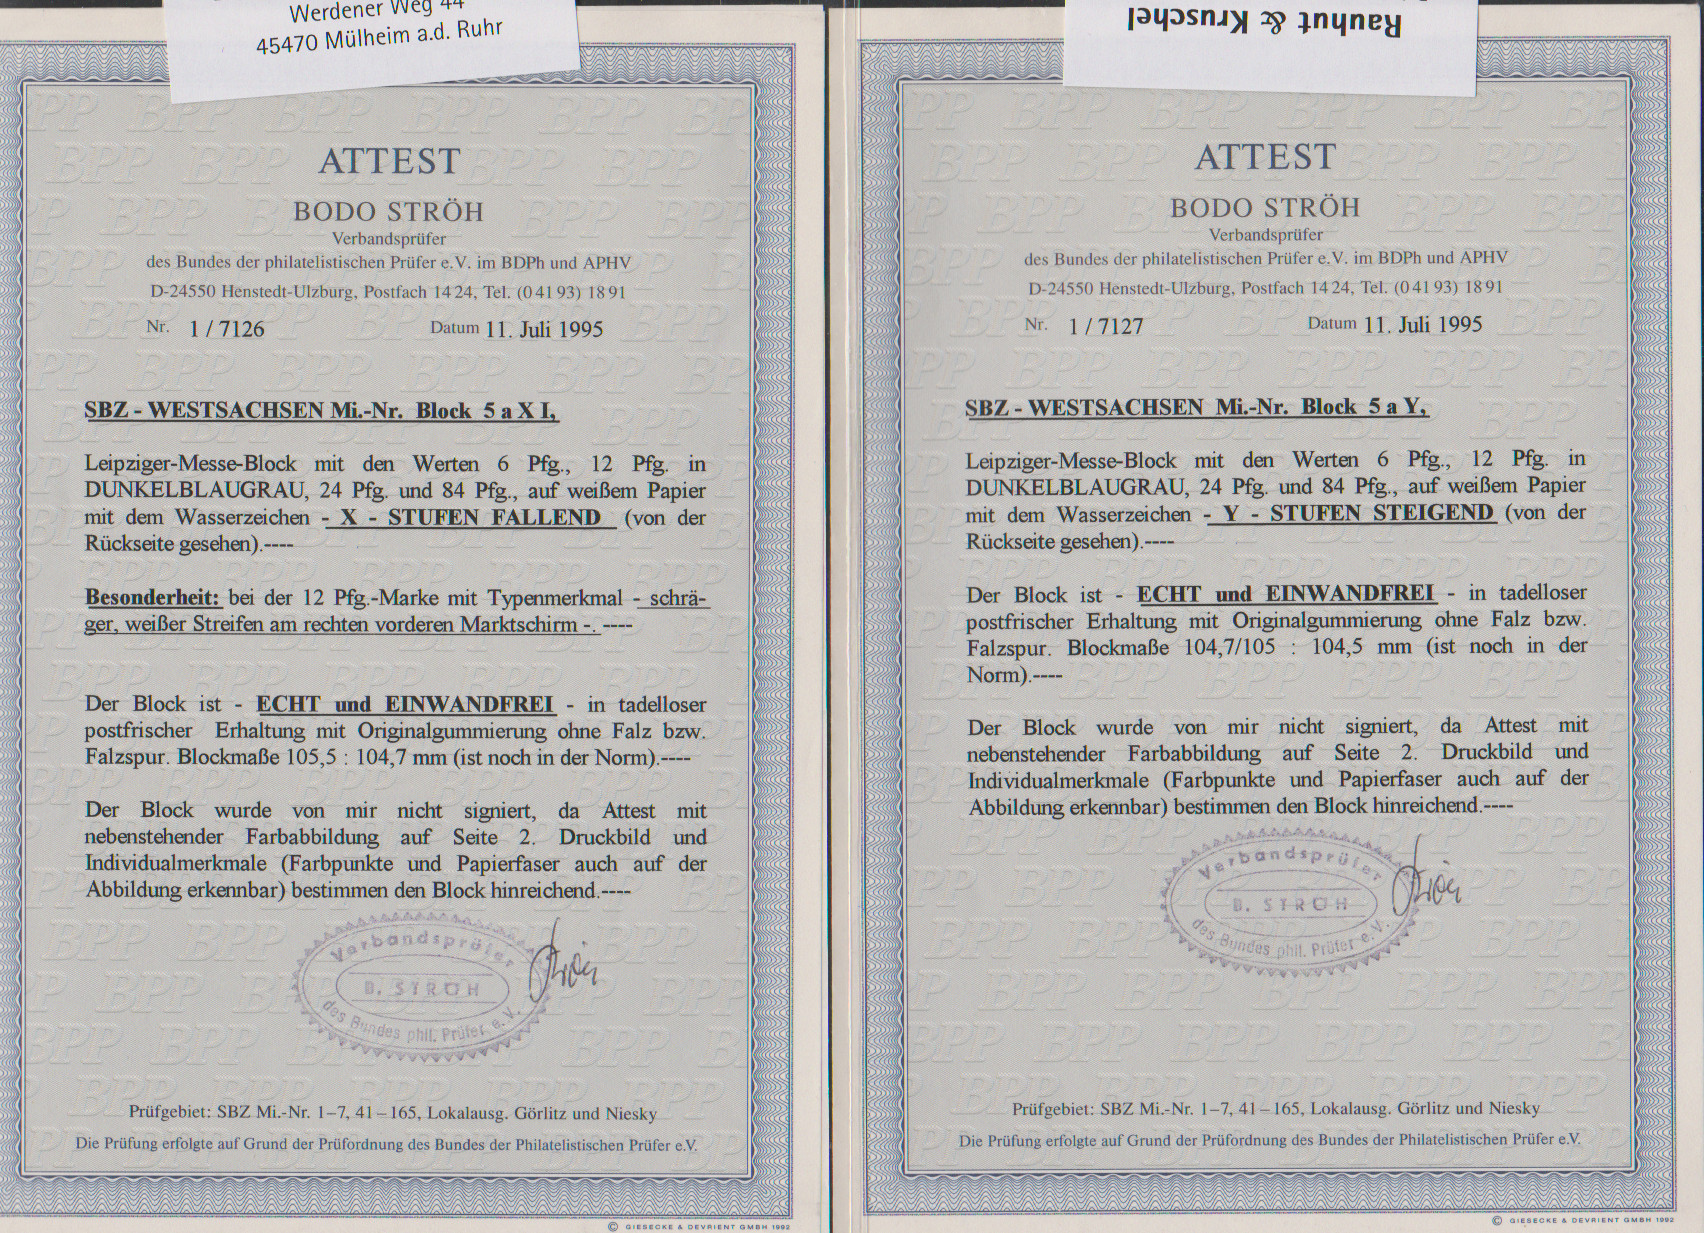 Werdener Weg 44
45470 Mülheim a.d. Ruhr
ATTEST
BODO STRÖH
Verbandsprüfer
des Bundes der philatelistischen Prüfer e.V. im BDPh und APHV
D-24550 Henstedt-Ulzburg, Postfach 14 24, Tel. (0 41 93) 18 91
Nr. 1 / 7126 Datum 11. Juli 1995
SBZ - WESTSACHSEN Mi.-Nr. Block 5 a X I,
Leipziger-Messe-Block mit den Werten 6 Pfg., 12 Pfg. in
DUNKELBLAUGRAU, 24 Pfg. und 84 Pfg., auf weißem Papier
mit dem Wasserzeichen - X - STUFEN FALLEND (von der
Rückseite gesehen).----
Besonderheit: bei der 12 Pfg.-Marke mit Typenmerkmal - schrä-
ger, weißer Streifen am rechten vorderen Marktschirm -. ----
Der Block ist - ECHT und EINWANDFREI - in tadelloser
postfrischer Erhaltung mit Originalgummierung ohne Falz bzw.
Falzspur. Blockmaße 105,5 : 104,7 mm (ist noch in der Norm).----
Der Block wurde von mir nicht signiert, da Attest mit
nebenstehender Farbabbildung auf Seite 2. Druckbild und
Individualmerkmale (Farbpunkte und Papierfaser auch auf der
Abbildung erkennbar) bestimmen den Block hinreichend.----
Verbandsprüfer
B. STRÖH
des Bundes phil. Prüfer e.V.
Prüfgebiet: SBZ Mi.-Nr. 1–7, 41–165, Lokalausg. Görlitz und Niesky
Die Prüfung erfolgte auf Grund der Prüfordnung des Bundes der Philatelistischen Prüfer e.V.
© GIESECKE & DEVRIENT GMBH 1992
Rauhut & Kruschel
ATTEST
BODO STRÖH
Verbandsprüfer
des Bundes der philatelistischen Prüfer e.V. im BDPh und APHV
D-24550 Henstedt-Ulzburg, Postfach 14 24, Tel. (0 41 93) 18 91
Nr. 1 / 7127 Datum 11. Juli 1995
SBZ - WESTSACHSEN Mi.-Nr. Block 5 a Y,
Leipziger-Messe-Block mit den Werten 6 Pfg., 12 Pfg. in
DUNKELBLAUGRAU, 24 Pfg. und 84 Pfg., auf weißem Papier
mit dem Wasserzeichen - Y - STUFEN STEIGEND (von der
Rückseite gesehen).----
Der Block ist - ECHT und EINWANDFREI - in tadelloser
postfrischer Erhaltung mit Originalgummierung ohne Falz bzw.
Falzspur. Blockmaße 104,7/105 : 104,5 mm (ist noch in der
Norm).----
Der Block wurde von mir nicht signiert, da Attest mit
nebenstehender Farbabbildung auf Seite 2. Druckbild und
Individualmerkmale (Farbpunkte und Papierfaser auch auf der
Abbildung erkennbar) bestimmen den Block hinreichend.----
Verbandsprüfer
B. STRÖH
des Bundes phil. Prüfer e.V.
Prüfgebiet: SBZ Mi.-Nr. 1–7, 41–165, Lokalausg. Görlitz und Niesky
Die Prüfung erfolgte auf Grund der Prüfordnung des Bundes der Philatelistischen Prüfer e.V.
© GIESECKE & DEVRIENT GMBH 1992